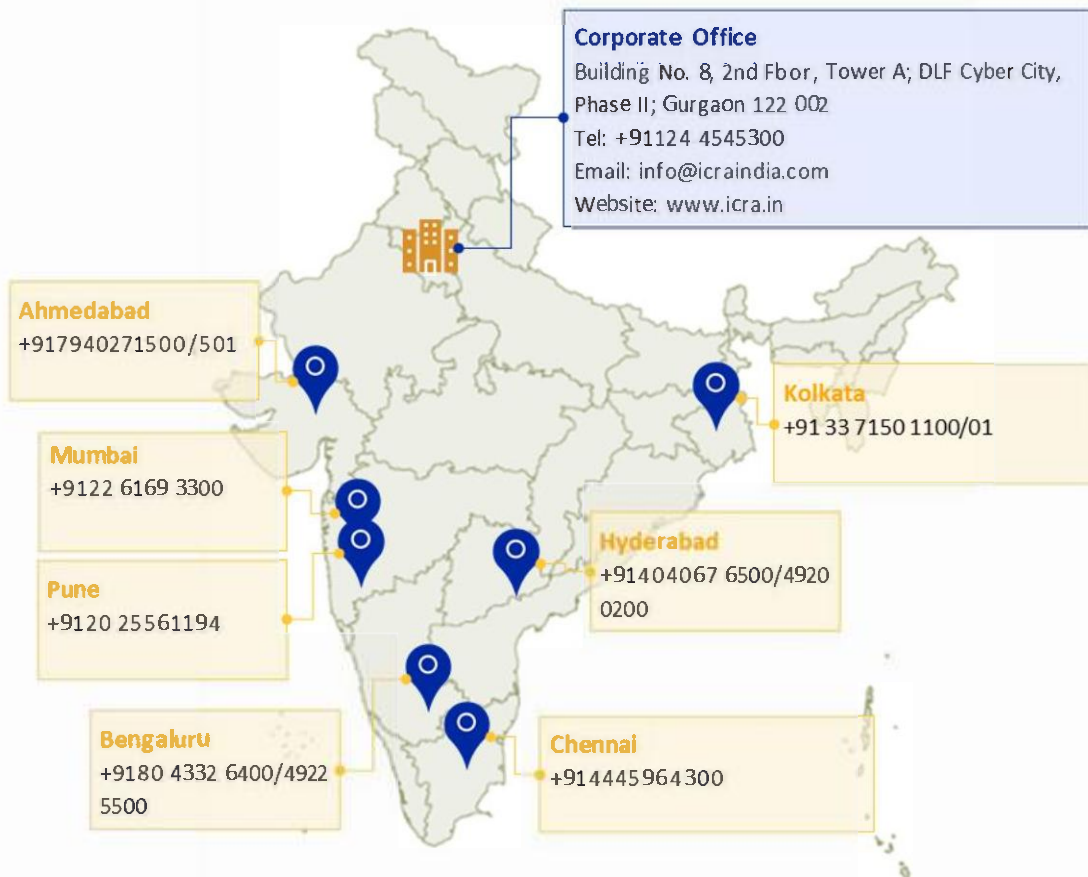 Corporate Office
Building No. 8, 2nd Fbor, Tower A; DLF Cyber City,
Phase II; Gurgaon 122 002
Tel: +91124 4545300
Email: info@icraindia.com
Website: www.icra.in
Ahmedabad
+917940271500/501
Kolkata
+91 33 7150 1100/01
Mumbai
+9122 6169 3300
Hyderabad
+91404067 6500/4920
0200
Pune
+9120 25561194
Bengaluru
+9180 4332 6400/4922
5500
Chennai
+914445964300